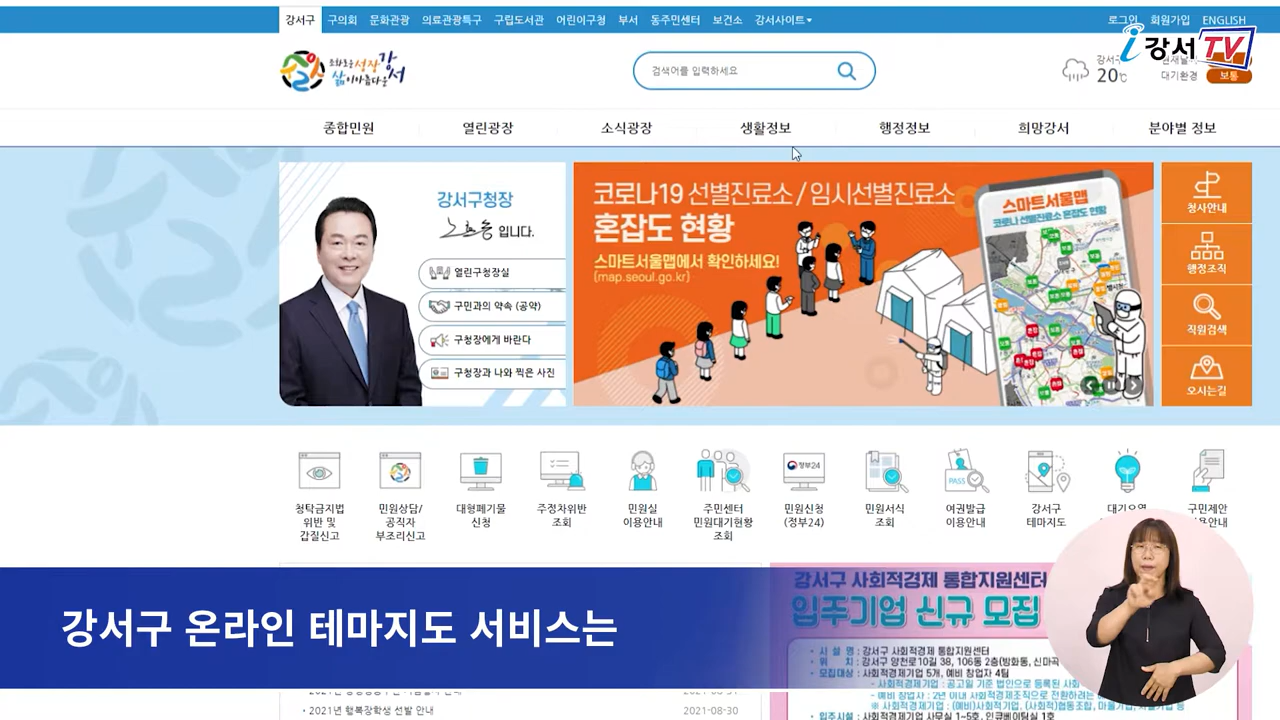 강서구 구의회 문화관광 의료관광특구 구립도서관 어린이구청 부서 동주민센터 보건소 강서사이트
로그인 회원가입 ENGLISH
i강서TV
조화로운 성장 강서
삶이 아름다운
검색어를 입력하세요
20℃
대기환경 보통
종합민원 열린광장 소식광장 생활정보 행정정보 희망강서 분야별 정보
강서구청장
노현송 입니다.
열린구청장실
구민과의 약속 (공약)
구청장에게 바란다
구청장과 나와 찍은 사진
코로나19 선별진료소 / 임시선별진료소
혼잡도 현황
스마트서울맵에서 확인하세요!
(map.seoul.go.kr)
스마트서울맵
코로나 선별진료소 혼잡도 현황
청사안내
행정조직
직원검색
오시는길
정부24
PASS
청탁금지법
위반 및
갑질신고
민원상담/
공직자
부조리신고
대형폐기물
신청
주정차위반
조회
민원실
이용안내
주민센터
민원대기현황
조회
민원신청
(정부24)
민원서식
조회
여권발급
이용안내
강서구
테마지도
구민제안
강서구 온라인 테마지도 서비스는
강서구 사회적경제 통합지원센터
입주기업 신규 모집
시 설 명 : 강서구 사회적경제 통합지원센터
위 치 : 강서구 양천로10길 38, 106동 2층(방화동, 신마곡
모집대상 : 사회적경제기업 5개, 예비 창업자 4팀
- 사회적경제기업 : 공고일 기준 법인으로 등록된 사회
- 예비 창업자 : 2년 이내 사회적경제조직으로 전환하려는
※ 사회적경제기업 : (예비)사회적기업, (사회적)협동조합, 마을기업,
입주시설 : 사회적경제기업 사무실 1~5호, 인큐베이팅실 1호
2021년 행복장학생 선발 안내 2021-08-30